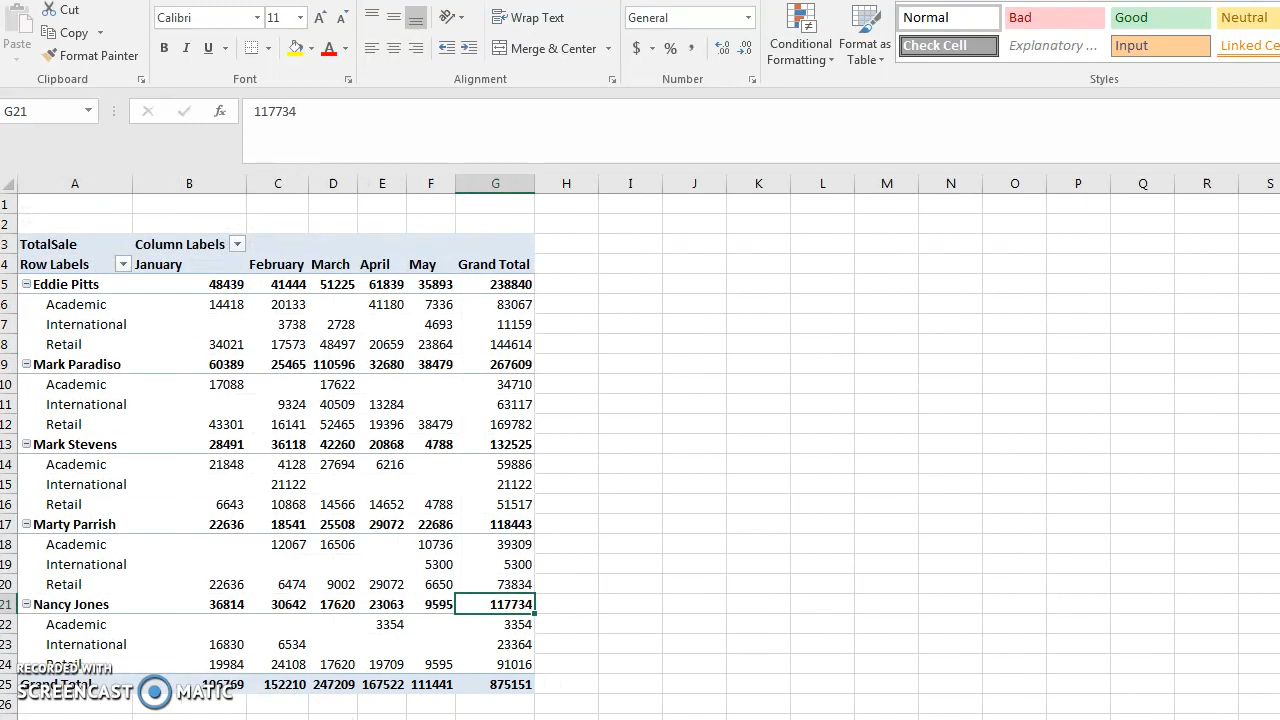 Cut
Copy
Paste
Format Painter
Clipboard
Calibri 11 A A
B I U A
Font
Wrap Text
Merge & Center
Alignment
General
$ % , .0 .00 .00 .0
Number
Conditional Formatting
Format as Table
Normal Bad Good Neutral
Check Cell Explanatory ... Input Linked Ce
Styles
G21 fx 117734
A B C D E F G H I J K L M N O P Q R S
1
2
3 TotalSale Column Labels
4 Row Labels January February March April May Grand Total
5 Eddie Pitts 48439 41444 51225 61839 35893 238840
6 Academic 14418 20133 41180 7336 83067
7 International 3738 2728 4693 11159
8 Retail 34021 17573 48497 20659 23864 144614
9 Mark Paradiso 60389 25465 110596 32680 38479 267609
10 Academic 17088 17622 34710
11 International 9324 40509 13284 63117
12 Retail 43301 16141 52465 19396 38479 169782
13 Mark Stevens 28491 36118 42260 20868 4788 132525
14 Academic 21848 4128 27694 6216 59886
15 International 21122 21122
16 Retail 6643 10868 14566 14652 4788 51517
17 Marty Parrish 22636 18541 25508 29072 22686 118443
18 Academic 12067 16506 10736 39309
19 International 5300 5300
20 Retail 22636 6474 9002 29072 6650 73834
21 Nancy Jones 36814 30642 17620 23063 9595 117734
22 Academic 3354 3354
23 International 16830 6534 23364
24 Retail 19984 24108 17620 19709 9595 91016
25 Grand Total 196769 152210 247209 167522 111441 875151
26
RECORDED WITH
SCREENCAST MATIC